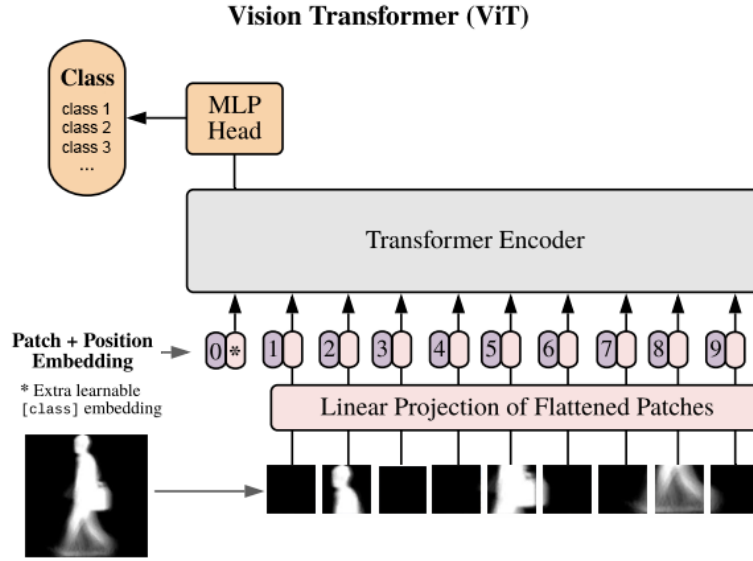 Vision Transformer (ViT)
Class
class 1
class 2
class 3
...
MLP
Head
Transformer Encoder
Patch + Position
Embedding
0 * 1 2 3 4 5 6 7 8 9
* Extra learnable
[class] embedding
Linear Projection of Flattened Patches